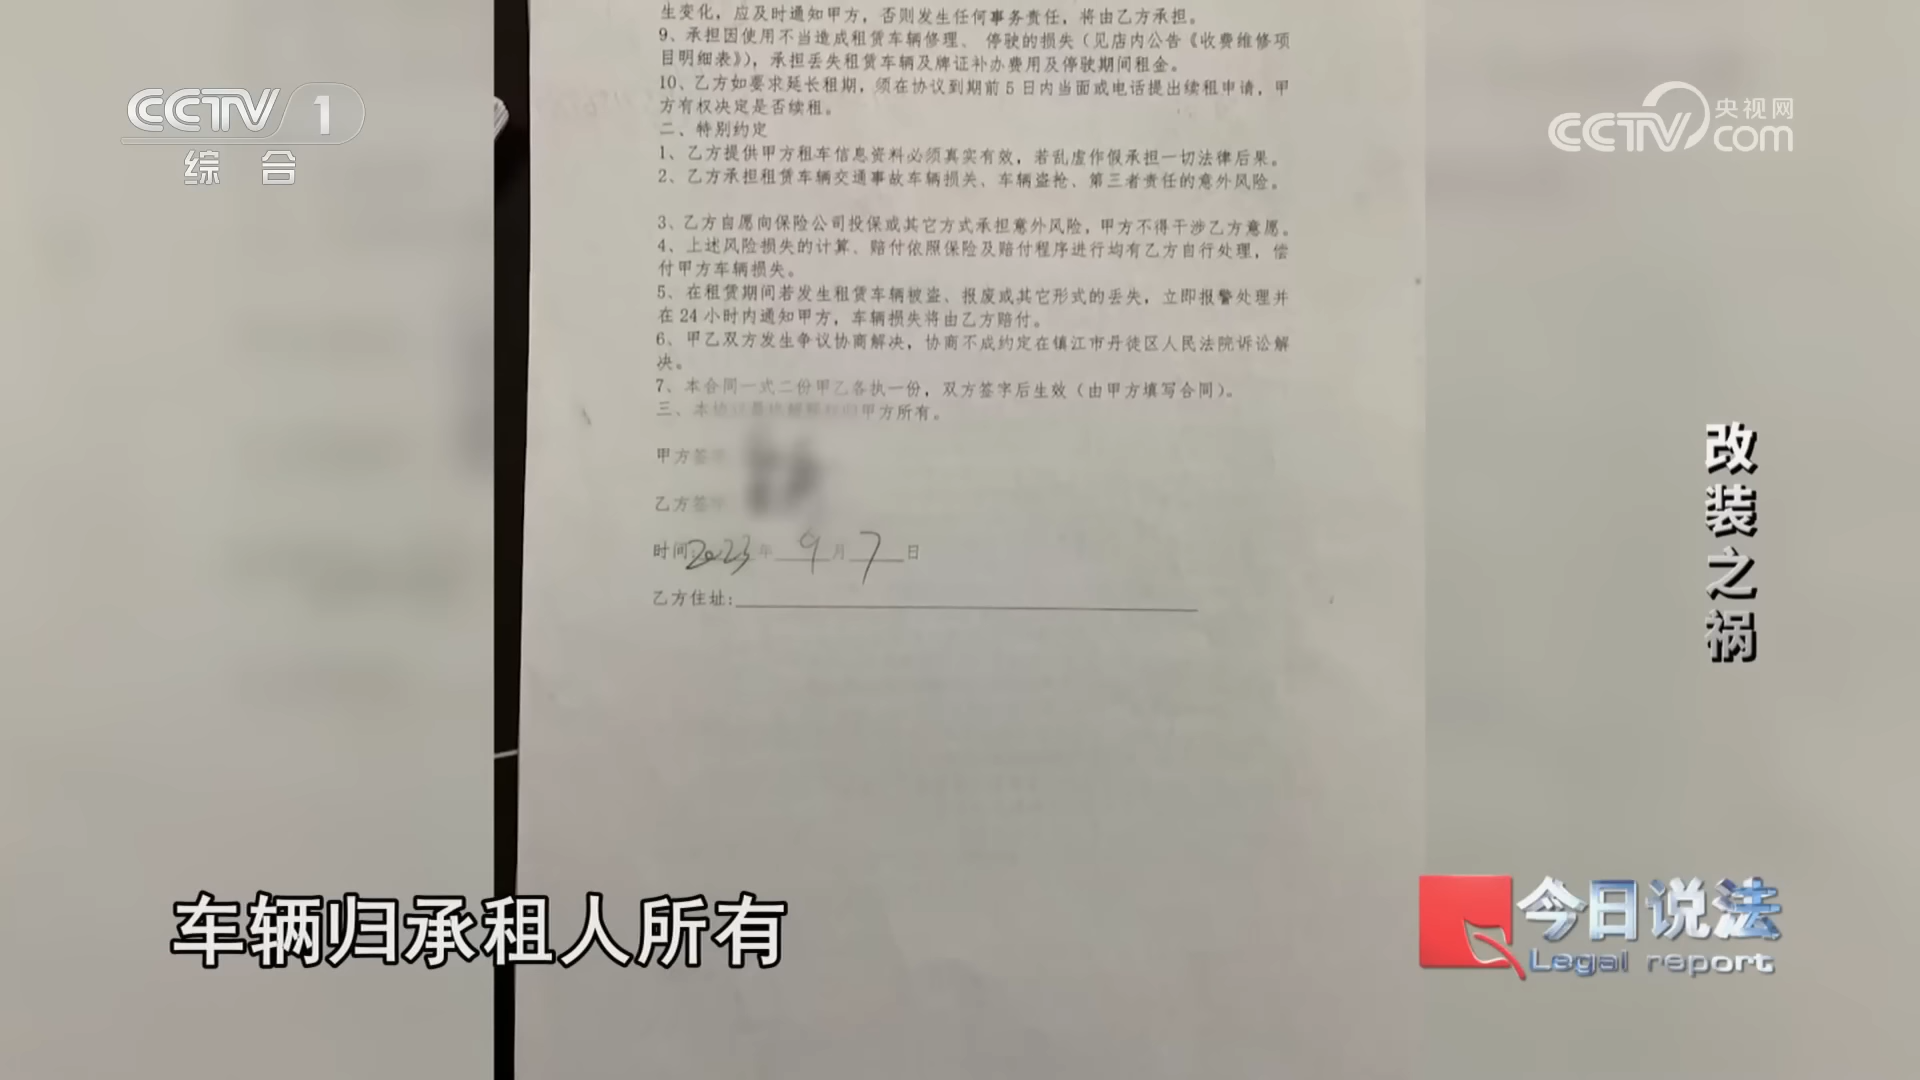 生变化，应及时通知甲方，否则发生任何事务责任，将由乙方承担。
9、承担因使用不当造成租赁车辆修理、 停驶的损失（见店内公告《收费维修项
目明细表》），承担丢失租赁车辆及牌证补办费用及停驶期间租金。
10、乙方如要求延长租期，须在协议到期前 5 日内当面或电话提出续租申请，甲
方有权决定是否续租。
二、特别约定
1、乙方提供甲方租车信息资料必须真实有效，若乱虚作假承担一切法律后果。
2、乙方承担租赁车辆交通事故车辆损关、车辆盗抢、第三者责任的意外风险。
3、乙方自愿向保险公司投保或其它方式承担意外风险，甲方不得干涉乙方意愿。
4、上述风险损失的计算、赔付依照保险及赔付程序进行均有乙方自行处理，偿
付甲方车辆损失。
5、在租赁期间若发生租赁车辆被盗、报废或其它形式的丢失，立即报警处理并
在 24 小时内通知甲方，车辆损失将由乙方赔付。
6、甲乙双方发生争议协商解决，协商不成约定在镇江市丹徒区人民法院诉讼解
决。
7、本合同一式二份甲乙各执一份，双方签字后生效（由甲方填写合同）。
三、本协议最终解释权归甲方所有。
甲方签字
乙方签字
时间:2023年 9 月 7 日
乙方住址:
CCTV 1
综合
央视网
CCTV.com
改装之祸
车辆归承租人所有
今日说法
Legal report